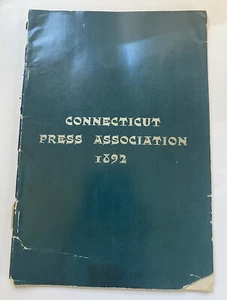 CONNECTICUT
PRESS ASSOCIATION
1892